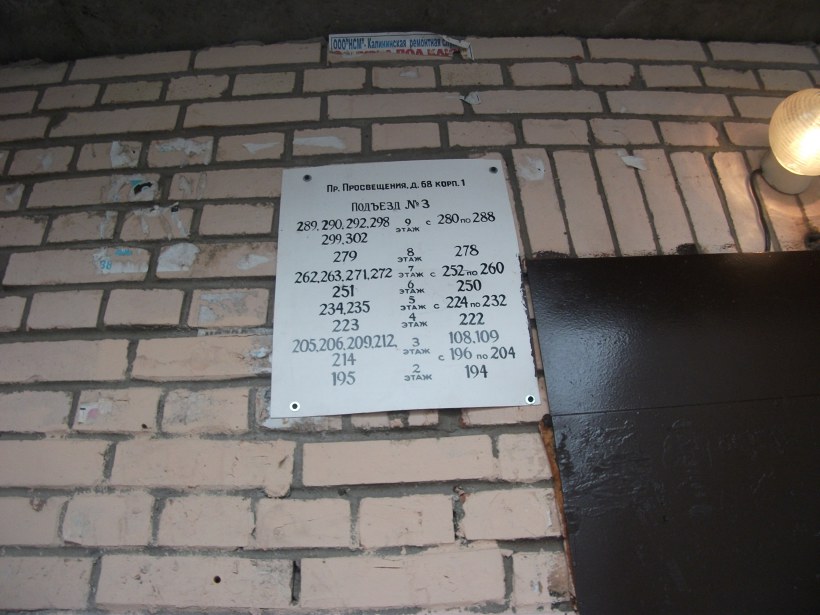 ООО"НСМ"- Калининская ремонтная
Пр. Просвещения, д. 68 корп. 1
Подъезд №3
289, 290, 292, 298 9 этаж с 280 по 288
299, 302
279 8 этаж 278
262, 263, 271, 272 7 этаж с 252 по 260
251 6 этаж 250
234, 235 5 этаж с 224 по 232
223 4 этаж 222
205, 206, 209, 212, 3 этаж 108, 109
214 с 196 по 204
195 2 этаж 194